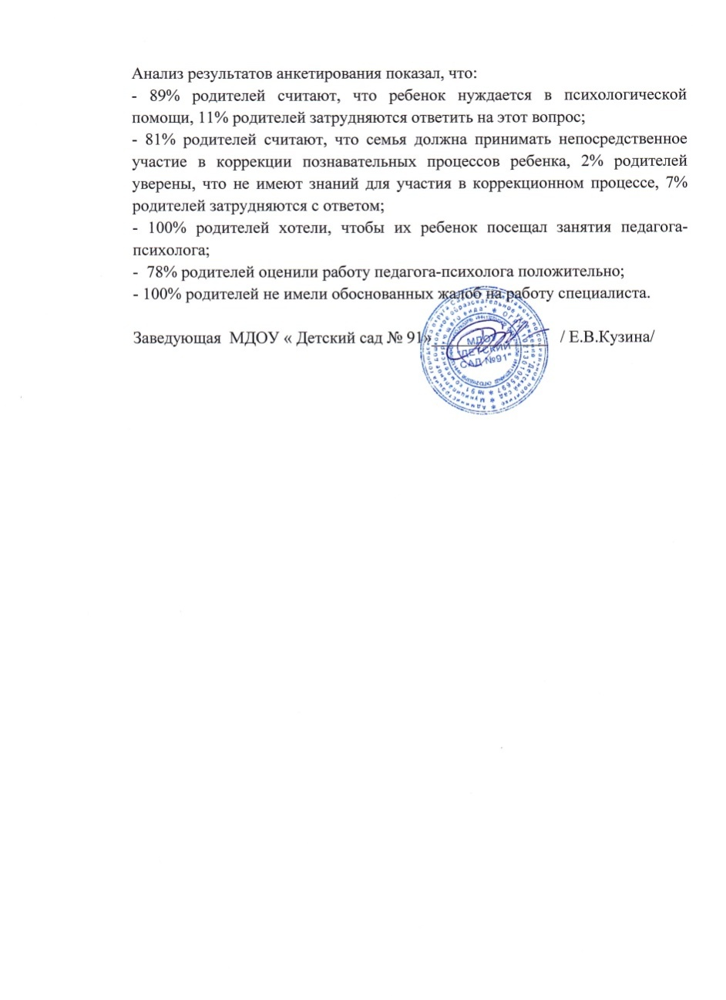 Анализ результатов анкетирования показал, что:
- 89% родителей считают, что ребенок нуждается в психологической
помощи, 11% родителей затрудняются ответить на этот вопрос;
- 81% родителей считают, что семья должна принимать непосредственное
участие в коррекции познавательных процессов ребенка, 2% родителей
уверены, что не имеют знаний для участия в коррекционном процессе, 7%
родителей затрудняются с ответом;
- 100% родителей хотели, чтобы их ребенок посещал занятия педагога-
психолога;
- 78% родителей оценили работу педагога-психолога положительно;
- 100% родителей не имели обоснованных жалоб на работу специалиста.
Заведующая МДОУ « Детский сад № 91» / Е.В.Кузина/
МДОУ
"ДЕТСКИЙ
САД №91"